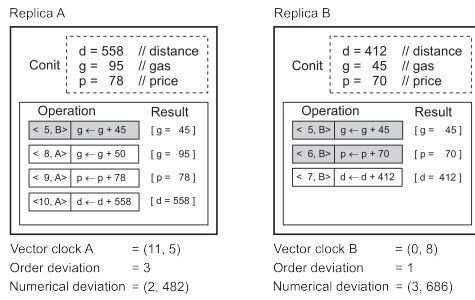 Replica A
Conit
d = 558 // distance
g = 95 // gas
p = 78 // price
Operation Result
< 5, B> g ← g + 45 [ g = 45 ]
< 8, A> g ← g + 50 [ g = 95 ]
< 9, A> p ← p + 78 [ p = 78 ]
<10, A> d ← d + 558 [ d = 558 ]
Vector clock A = (11, 5)
Order deviation = 3
Numerical deviation = (2, 482)
Replica B
Conit
d = 412 // distance
g = 45 // gas
p = 70 // price
Operation Result
< 5, B> g ← g + 45 [ g = 45 ]
< 6, B> p ← p + 70 [ p = 70 ]
< 7, B> d ← d + 412 [ d = 412 ]
Vector clock B = (0, 8)
Order deviation = 1
Numerical deviation = (3, 686)